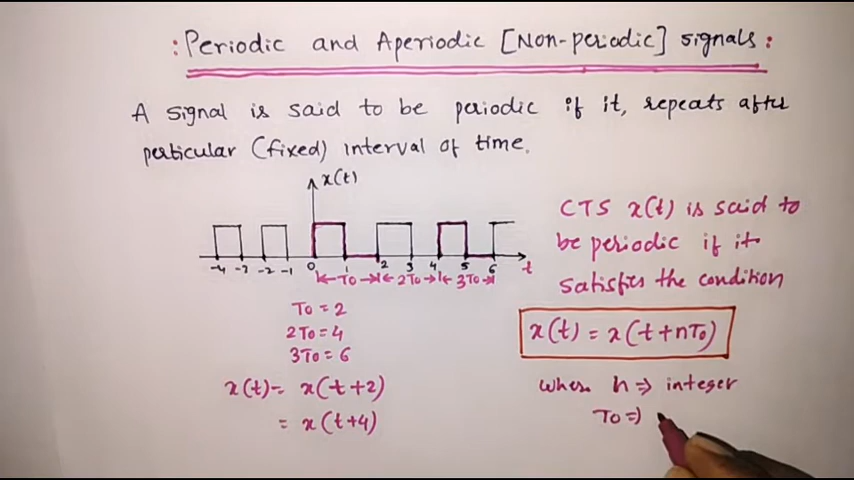 :Periodic and Aperiodic [Non-periodic] signals:
A signal is said to be periodic if it, repeats after
perticular (fixed) interval of time.
x(t)
-4 -3 -2 -1 0 1 2 3 4 5 6 t
T0 2T0 3T0
T0 = 2
2T0 = 4
3T0 = 6
x(t) = x(t+2)
= x(t+4)
CTS x(t) is said to
be periodic if it
satisfies the condition
x(t) = x(t+nT0)
where n ⇒ integer
T0 ⇒